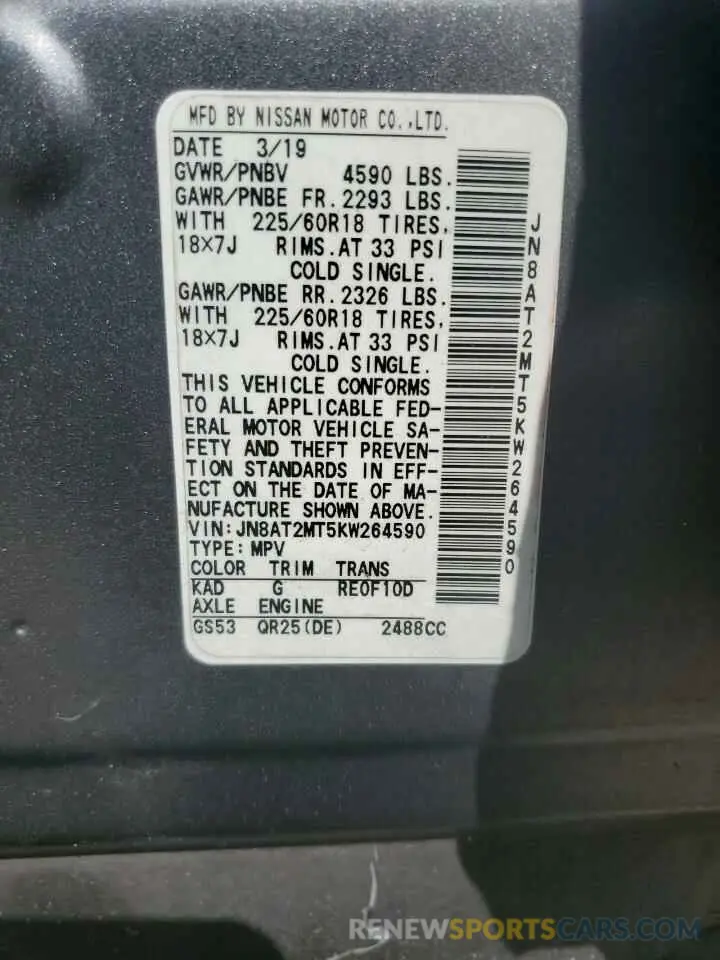 MFD BY NISSAN MOTOR CO.,LTD.
DATE 3/19
GVWR/PNBV 4590 LBS.
GAWR/PNBE FR. 2293 LBS.
WITH 225/60R18 TIRES,
18×7J RIMS. AT 33 PSI
COLD SINGLE.
GAWR/PNBE RR. 2326 LBS.
WITH 225/60R18 TIRES,
18×7J RIMS. AT 33 PSI
COLD SINGLE.
THIS VEHICLE CONFORMS
TO ALL APPLICABLE FED-
ERAL MOTOR VEHICLE SA-
FETY AND THEFT PREVEN-
TION STANDARDS IN EFF-
ECT ON THE DATE OF MA-
NUFACTURE SHOWN ABOVE.
VIN:JN8AT2MT5KW264590
TYPE:MPV
COLOR TRIM TRANS
KAD G RE0F10D
AXLE ENGINE
GS53 QR25(DE) 2488CC
JN8AT2MT5KW264590
RENEWSPORTSCARS.COM